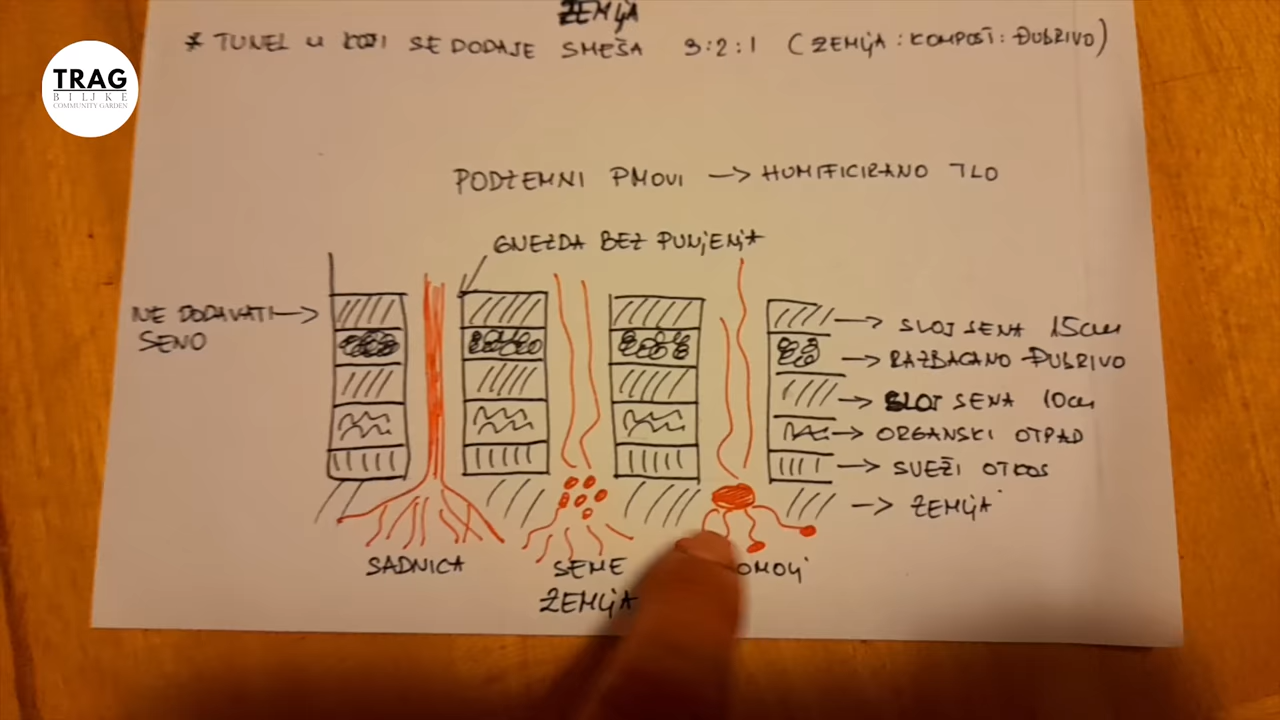 TRAG
BILJKE
COMMUNITY GARDEN
ZEMljA
* TUNEL U KOJI SE DODAJE SMEŠA 3:2:1 (ZEMljA : KOMPOST : ĐUBRIVO)
PODZEMNI PLODOVI → HUMIFICIRANO TLO
GNEZDA BEZ PUNjENjA
NE DODAVATI →
SENO
→ SLOJ SENA 15cm
→ RAZBACANO ĐUBRIVO
→ SLOJ SENA 10cm
→ ORGANSKI OTPAD
→ SVEŽI OTKOS
→ ZEMljA
SADNICA
SEME
ZEMljA